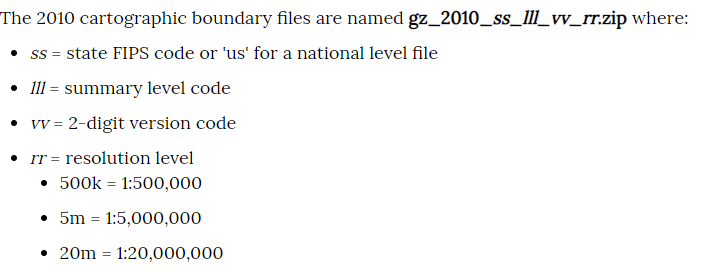 The 2010 cartographic boundary files are named gz_2010_ss_lll_vv_rr.zip where:
• ss = state FIPS code or 'us' for a national level file
• lll = summary level code
• vv = 2-digit version code
• rr = resolution level
• 500k = 1:500,000
• 5m = 1:5,000,000
• 20m = 1:20,000,000